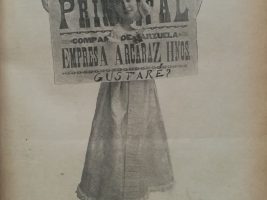 PRINCIPAL
COMPAÑIA DE ZARZUELA
EMPRESA ARCARAZ HNOS.
¿GUSTARE?